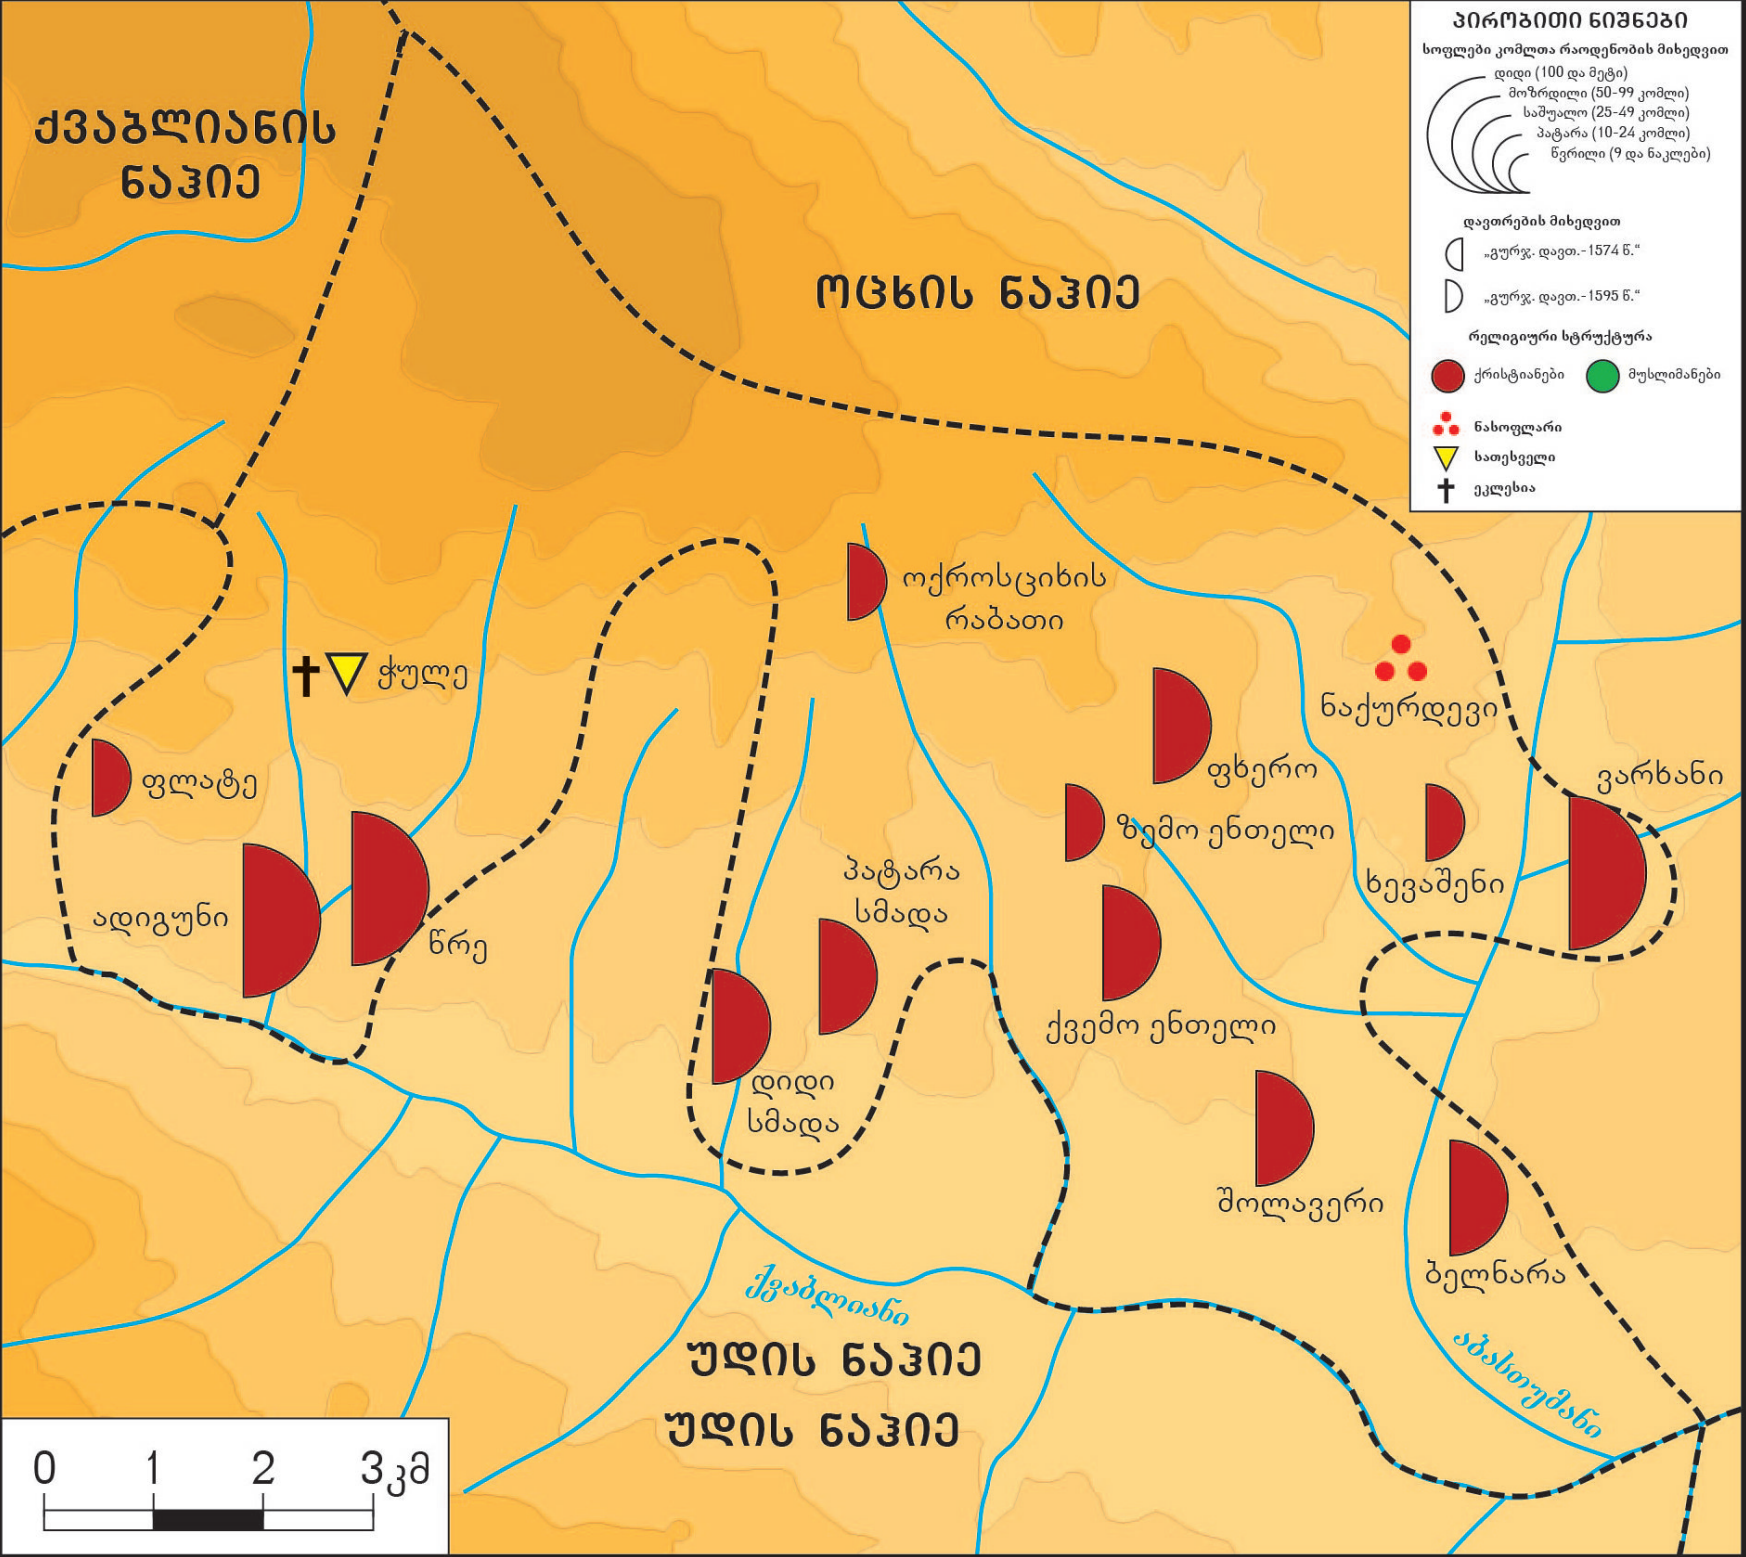 ქვაბლიანის
ნაჰიე
ოცხის ნაჰიე
პირობითი ნიშნები
სოფლები კომლთა რაოდენობის მიხედვით
დიდი (100 და მეტი)
მოზრდილი (50-99 კომლი)
საშუალო (25-49 კომლი)
პატარა (10-24 კომლი)
წვრილი (9 და ნაკლები)
დავთრების მიხედვით
„გურჯ. დავთ.-1574 წ.“
„გურჯ. დავთ.-1595 წ.“
რელიგიური სტრუქტურა
ქრისტიანები
მუსლიმანები
ნასოფლარი
სათესველი
ეკლესია
ოქროსციხის
რაბათი
ჭულე
ნაქურდევი
ფლატე
ფხერო
ვარხანი
ზემო ენთელი
პატარა
სმადა
ხევაშენი
ადიგუნი
წრე
ქვემო ენთელი
დიდი
სმადა
შოლავერი
ბელნარა
ქვაბლიანი
აბასთუმანი
უდის ნაჰიე
უდის ნაჰიე
0 1 2 3კმ